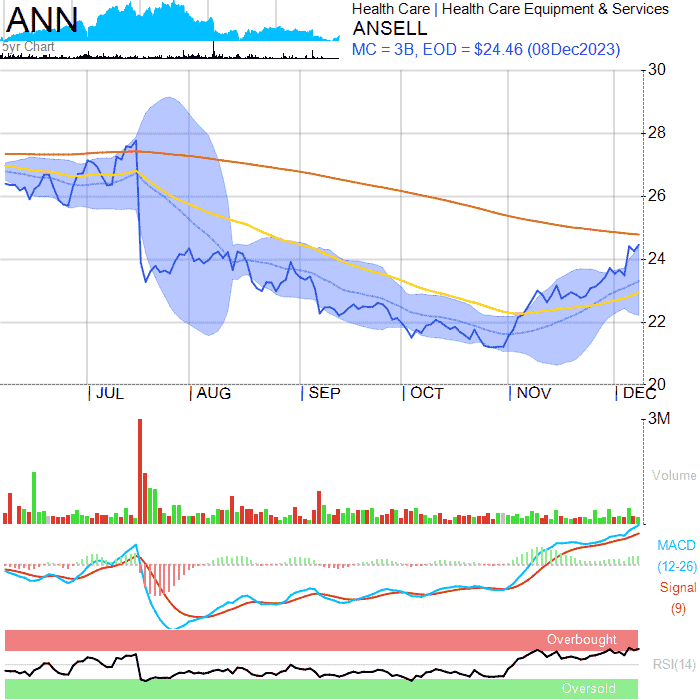 ANN
5yr Chart
Health Care | Health Care Equipment & Services
ANSELL
MC = 3B, EOD = $24.46 (08Dec2023)
30
28
26
24
22
20
JUL AUG SEP OCT NOV DEC
3M
Volume
MACD
(12-26)
Signal
(9)
Overbought
RSI(14)
Oversold